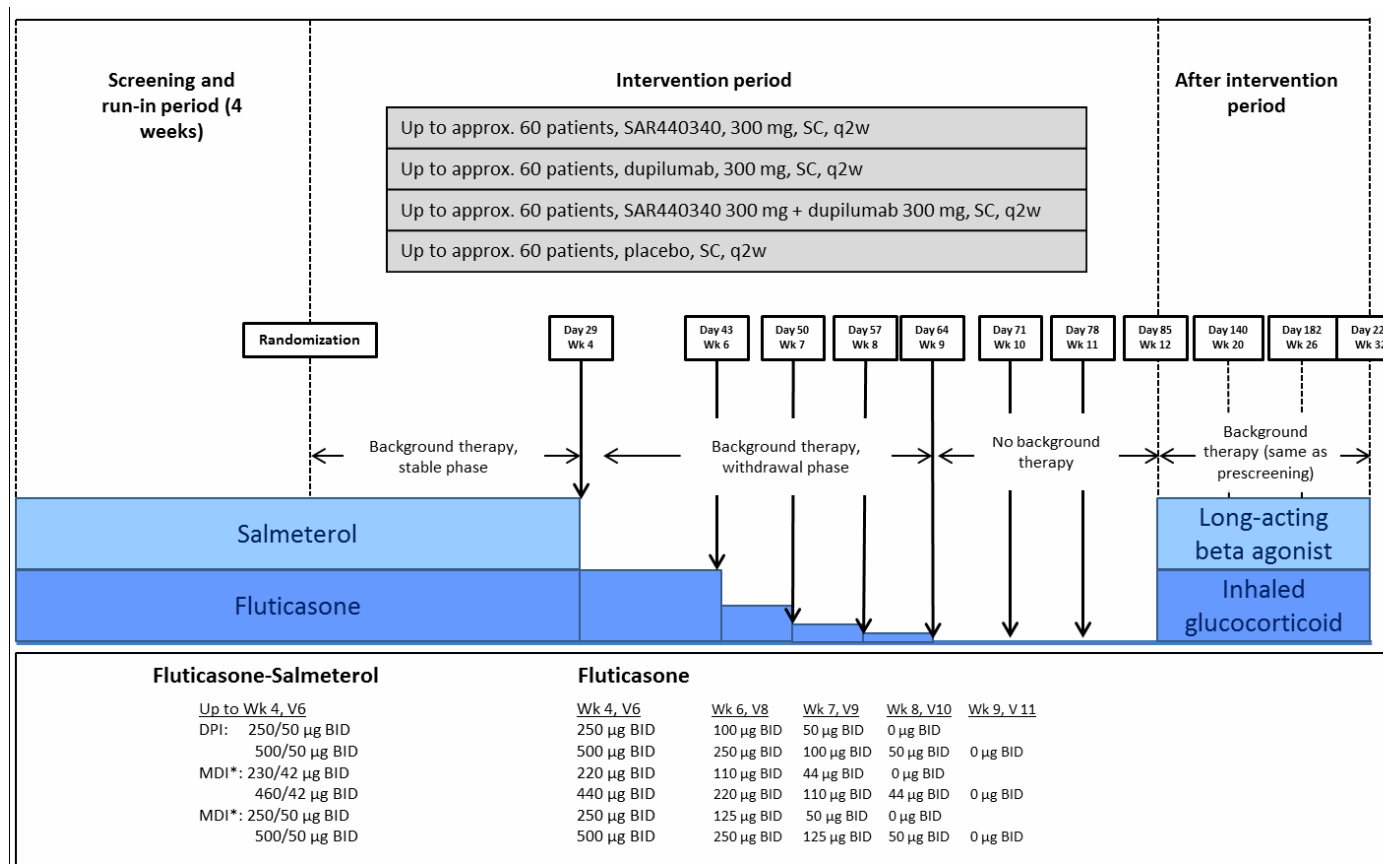 Screening and
run-in period (4
weeks)
Intervention period
After intervention
period
Up to approx. 60 patients, SAR440340, 300 mg, SC, q2w
Up to approx. 60 patients, dupilumab, 300 mg, SC, q2w
Up to approx. 60 patients, SAR440340 300 mg + dupilumab 300 mg, SC, q2w
Up to approx. 60 patients, placebo, SC, q2w
Randomization
Day 29
Wk 4
Day 43
Wk 6
Day 50
Wk 7
Day 57
Wk 8
Day 64
Wk 9
Day 71
Wk 10
Day 78
Wk 11
Day 85
Wk 12
Day 140
Wk 20
Day 182
Wk 26
Day 22
Wk 32
Background therapy,
stable phase
Background therapy,
withdrawal phase
No background
therapy
Background
therapy (same as
prescreening)
Salmeterol
Fluticasone
Long-acting
beta agonist
Inhaled
glucocorticoid
Fluticasone-Salmeterol
Fluticasone
Up to Wk 4, V6 Wk 4, V6 Wk 6, V8 Wk 7, V9 Wk 8, V10 Wk 9, V 11
DPI: 250/50 µg BID 250 µg BID 100 µg BID 50 µg BID 0 µg BID
500/50 µg BID 500 µg BID 250 µg BID 100 µg BID 50 µg BID 0 µg BID
MDI*: 230/42 µg BID 220 µg BID 110 µg BID 44 µg BID 0 µg BID
460/42 µg BID 440 µg BID 220 µg BID 110 µg BID 44 µg BID 0 µg BID
MDI*: 250/50 µg BID 250 µg BID 125 µg BID 50 µg BID 0 µg BID
500/50 µg BID 500 µg BID 250 µg BID 125 µg BID 50 µg BID 0 µg BID